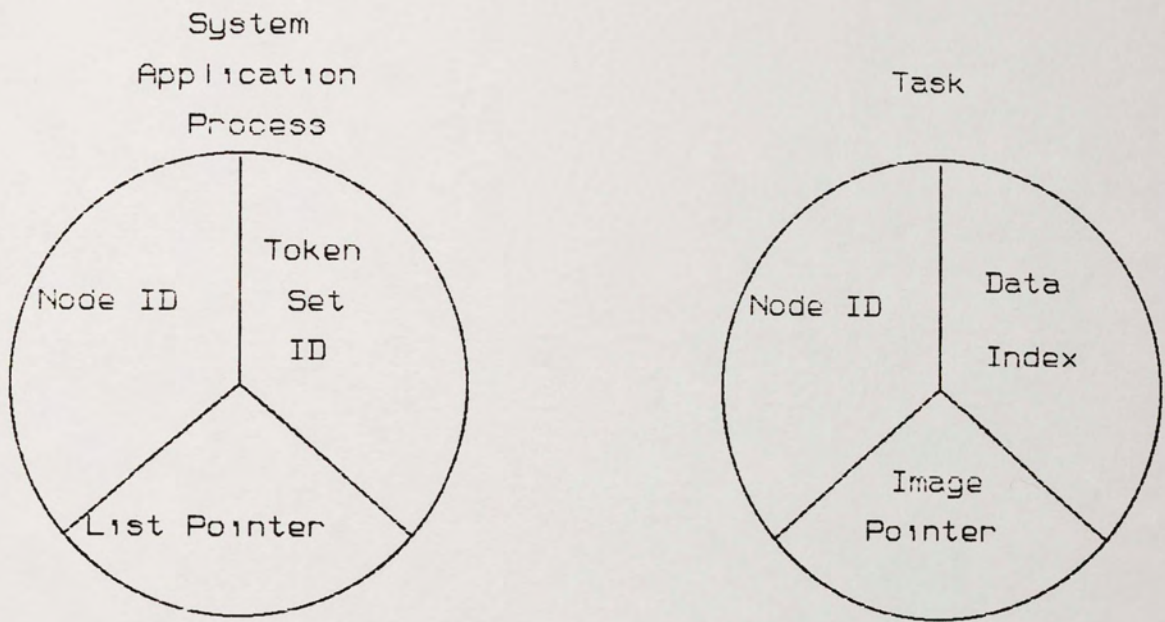 System
Application
Process
Node ID
Token
Set
ID
List Pointer
Task
Node ID
Data
Index
Image
Pointer